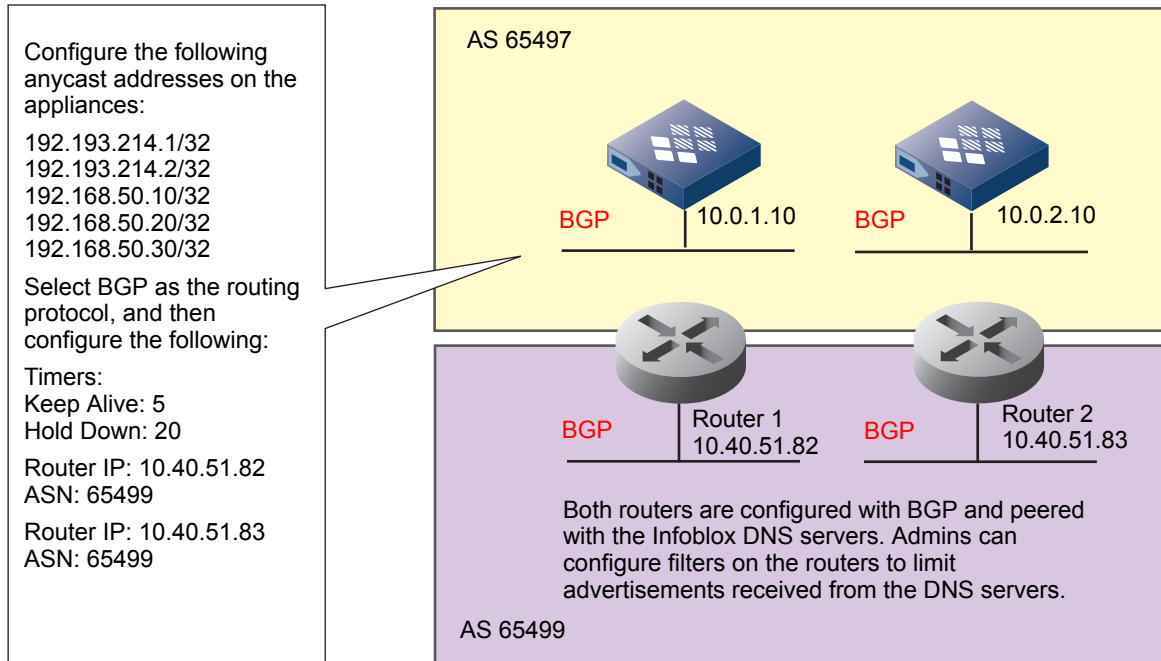 Configure the following
anycast addresses on the
appliances:
192.193.214.1/32
192.193.214.2/32
192.168.50.10/32
192.168.50.20/32
192.168.50.30/32
Select BGP as the routing
protocol, and then
configure the following:
Timers:
Keep Alive: 5
Hold Down: 20
Router IP: 10.40.51.82
ASN: 65499
Router IP: 10.40.51.83
ASN: 65499
AS 65497
BGP
10.0.1.10
BGP
10.0.2.10
BGP
Router 1
10.40.51.82
BGP
Router 2
10.40.51.83
Both routers are configured with BGP and peered
with the Infoblox DNS servers. Admins can
configure filters on the routers to limit
advertisements received from the DNS servers.
AS 65499